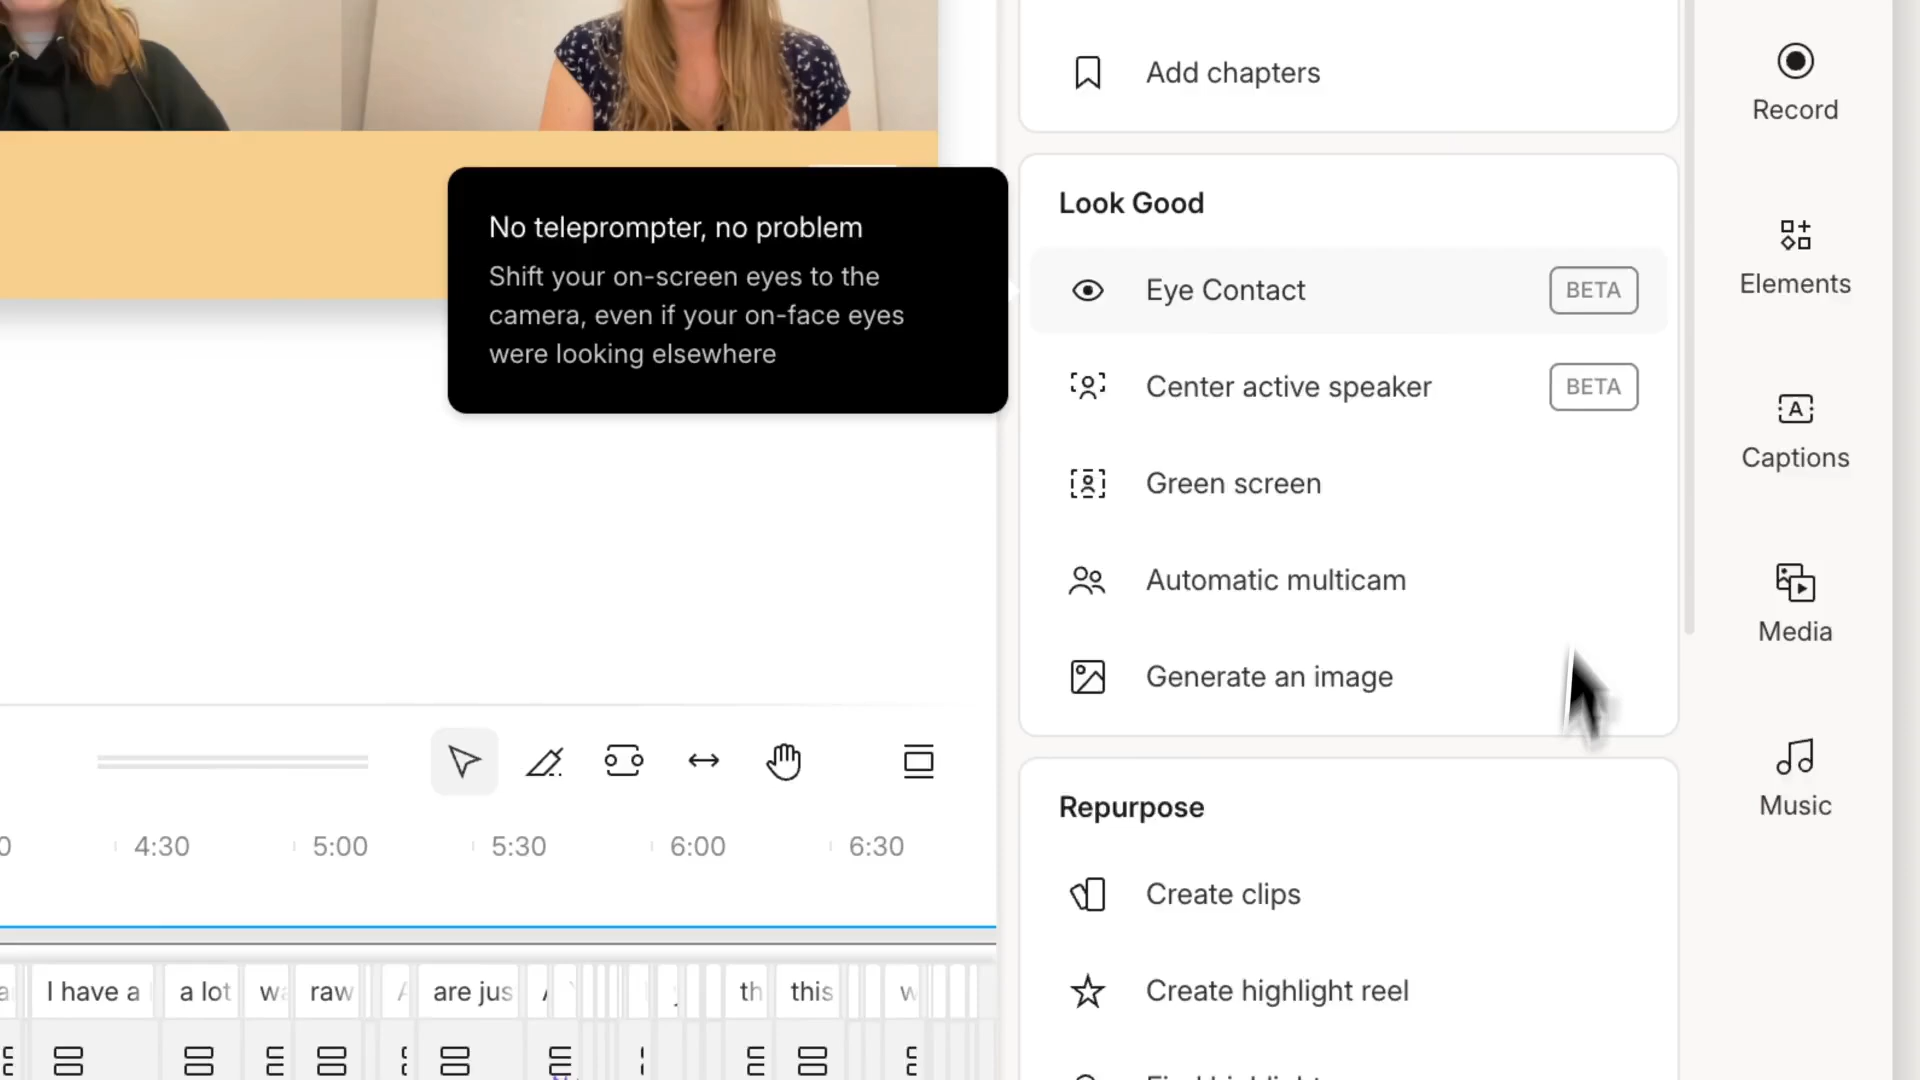 Add chapters
Record
Look Good
No teleprompter, no problem
Shift your on-screen eyes to the
camera, even if your on-face eyes
were looking elsewhere
Eye Contact
BETA
Elements
Center active speaker
BETA
Captions
Green screen
Automatic multicam
Media
Generate an image
Music
Repurpose
4:30
5:00
5:30
6:00
6:30
Create clips
I have a
a lot
raw
are jus
th
this
w
Create highlight reel